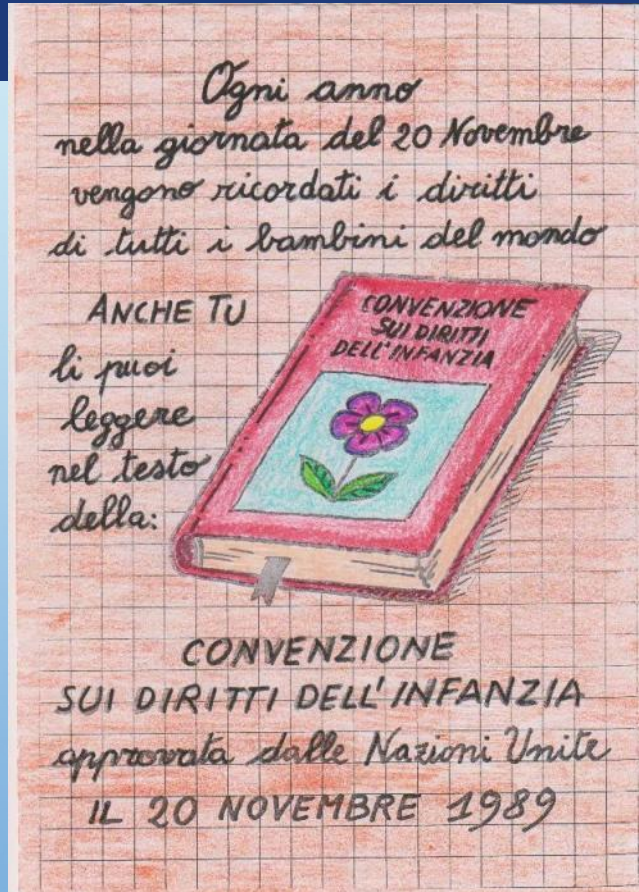 Ogni anno
nella giornata del 20 Novembre
vengono ricordati i diritti
di tutti i bambini del mondo
ANCHE TU
li puoi
leggere
nel testo
della:
CONVENZIONE
SUI DIRITTI
DELL'INFANZIA
CONVENZIONE
SUI DIRITTI DELL'INFANZIA
approvata dalle Nazioni Unite
IL 20 NOVEMBRE 1989